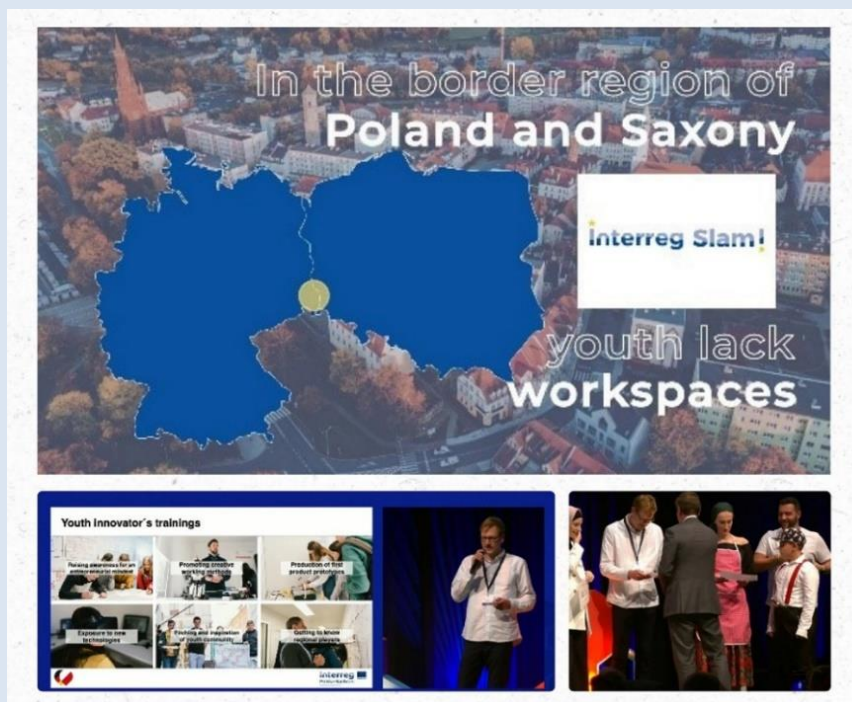 In the border region of
Poland and Saxony
interreg Slam!
youth lack
workspaces
Youth innovator´s trainings
Raising awareness for an
entrepreneurial mindset
Promoting creative
working methods
Production of first
product prototypes
Exposure to new
technologies
Pitching and inspiration
of youth community
Getting to know
regional players
interreg